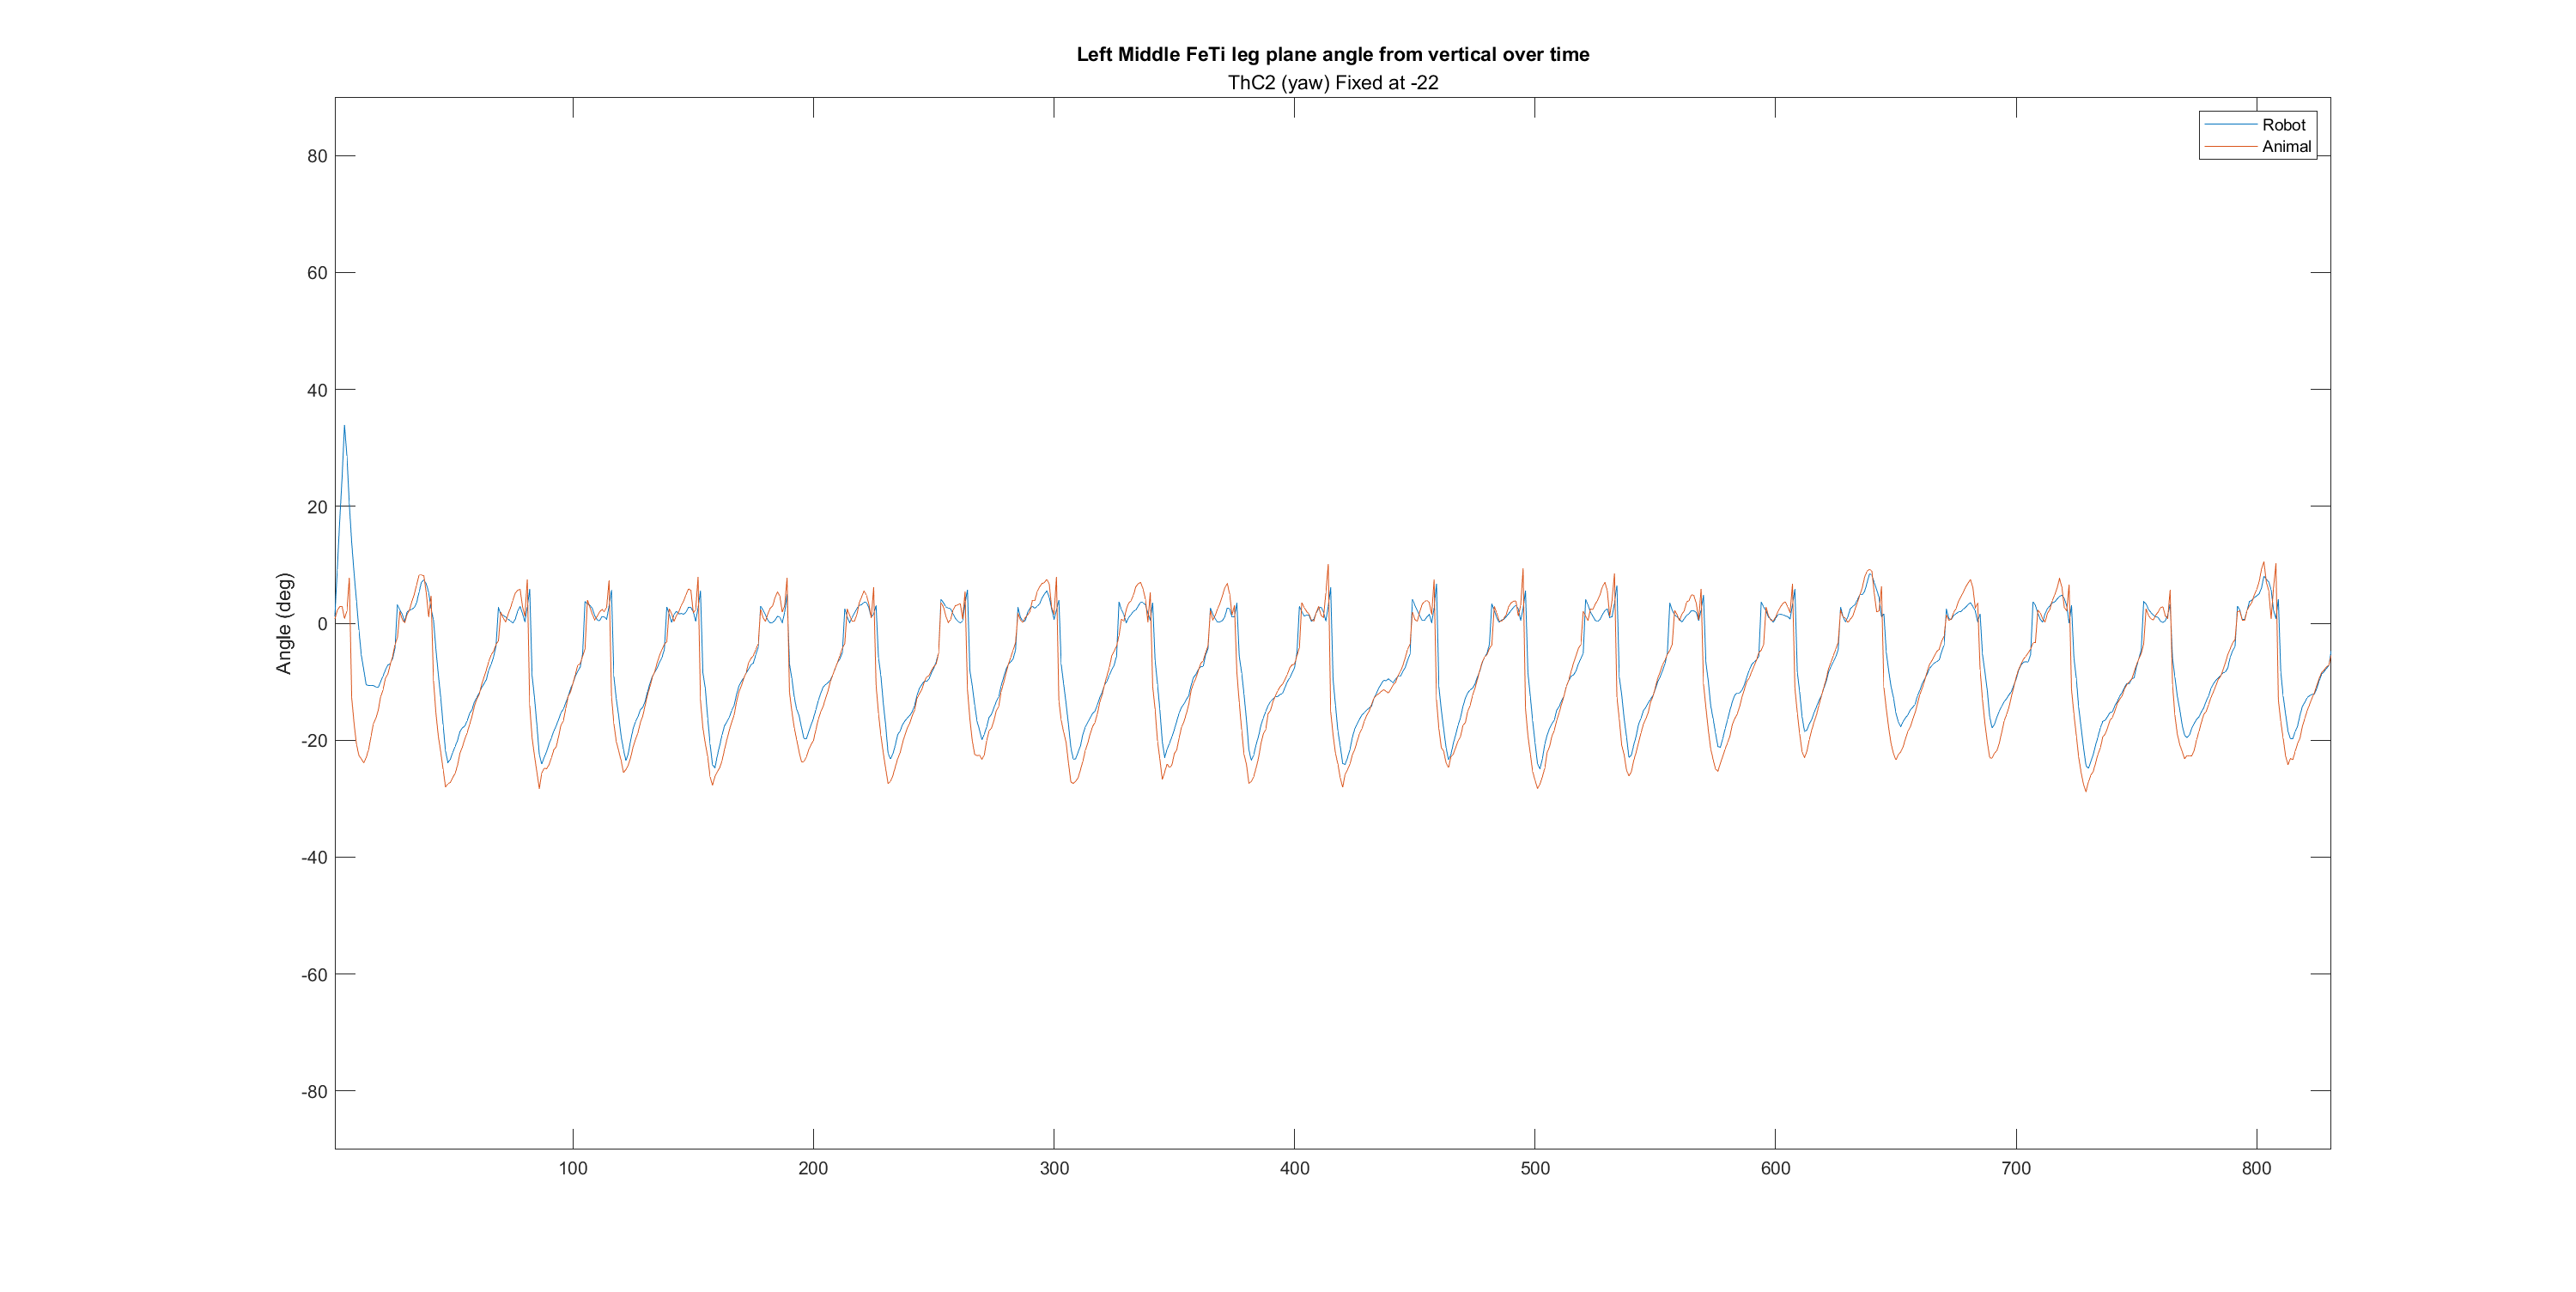 Left Middle FeTi leg plane angle from vertical over time
ThC2 (yaw) Fixed at -22
Robot
Animal
Angle (deg)
80
60
40
20
0
-20
-40
-60
-80
100 200 300 400 500 600 700 800